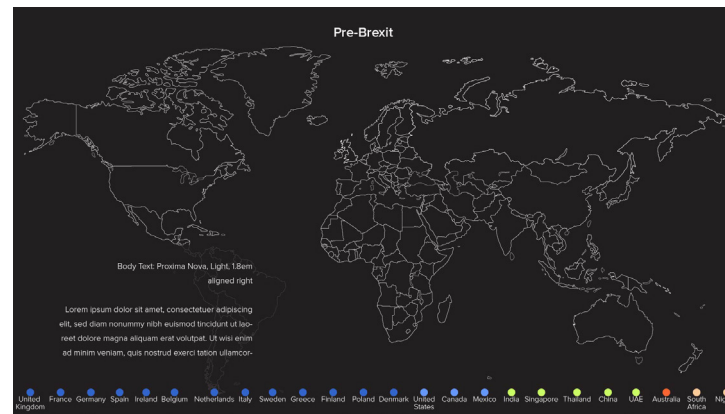 Pre-Brexit
Body Text: Proxima Nova, Light, 1.8em
aligned right
Lorem ipsum dolor sit amet, consectetuer adipiscing
elit, sed diam nonummy nibh euismod tincidunt ut lao-
reet dolore magna aliquam erat volutpat. Ut wisi enim
ad minim veniam, quis nostrud exerci tation ullamcor-
United Kingdom France Germany Spain Ireland Belgium Netherlands Italy Sweden Greece Finland Poland Denmark United States Canada Mexico India Singapore Thailand China UAE Australia South Africa